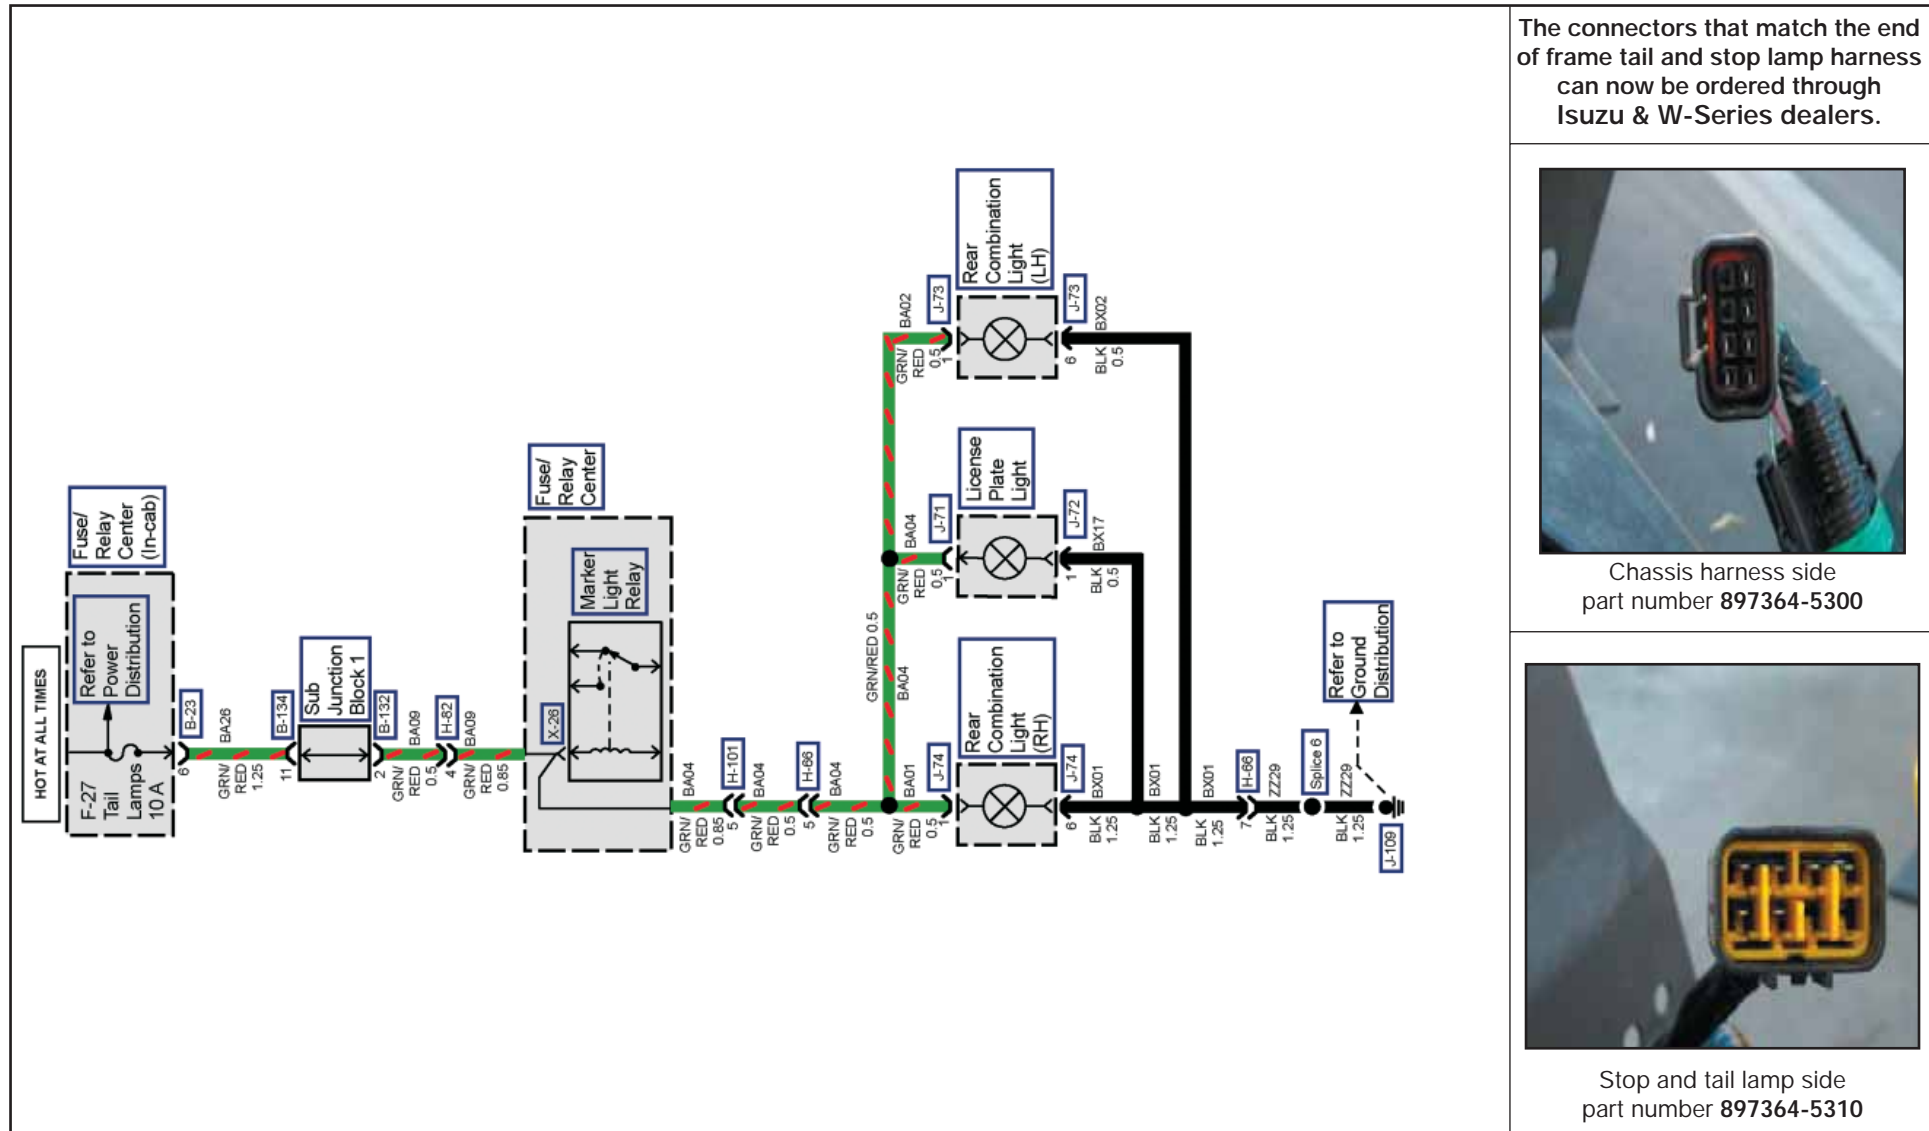 HOT AT ALL TIMES
Fuse/
Relay
Center
(In-cab)
Refer to
Power
Distribution
F-27
Tail
Lamps
10 A
6
B-23
GRN/
RED
1.25
BA26
11
B-134
Sub
Junction
Block 1
2
B-132
GRN/
RED
0.5
BA09
4
H-82
GRN/
RED
0.85
BA09
Fuse/
Relay
Center
X-26
Marker
Light
Relay
GRN/
RED
0.85
BA04
5
H-101
GRN/
RED
0.5
BA04
5
H-66
GRN/
RED
0.5
BA04
GRN/RED 0.5
BA04
GRN/
RED
0.5
BA01
1
J-74
Rear
Combination
Light
(RH)
6
J-74
BLK
1.25
BX01
BLK
1.25
BX01
BLK
1.25
BX01
7
H-66
BLK
1.25
ZZ29
Splice 6
BLK
1.25
ZZ29
J-109
Refer to
Ground
Distribution
GRN/
RED
0.5
BA04
1
J-71
License
Plate
Light
1
J-72
BLK
0.5
BX17
GRN/
RED
0.5
BA02
1
J-73
Rear
Combination
Light
(LH)
6
J-73
BLK
0.5
BX02
The connectors that match the end
of frame tail and stop lamp harness
can now be ordered through
Isuzu & W-Series dealers.
Chassis harness side
part number 897364-5300
Stop and tail lamp side
part number 897364-5310